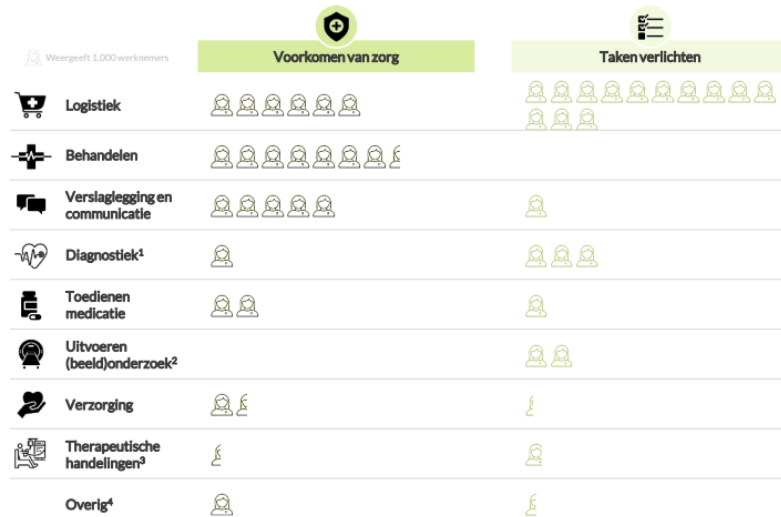 Weergeeft 1.000 werknemers
Voorkomen van zorg
Taken verlichten
Logistiek
Behandelen
Verslaglegging en
communicatie
Diagnostiek¹
Toedienen
medicatie
Uitvoeren
(beeld)onderzoek²
Verzorging
Therapeutische
handelingen³
Overig⁴